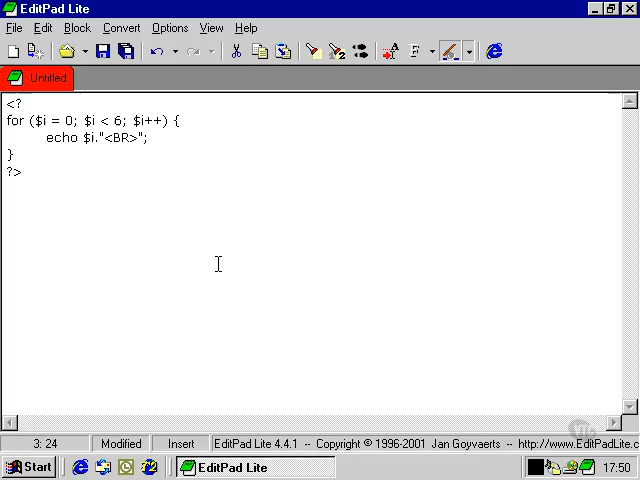 EditPad Lite
File Edit Block Convert Options View Help
Untitled
<?
for ($i = 0; $i < 6; $i++) {
echo $i."<BR>";
}
?>
3: 24 Modified Insert EditPad Lite 4.4.1 -- Copyright © 1996-2001 Jan Goyvaerts -- http://www.EditPadLite.c
Start EditPad Lite 17:50